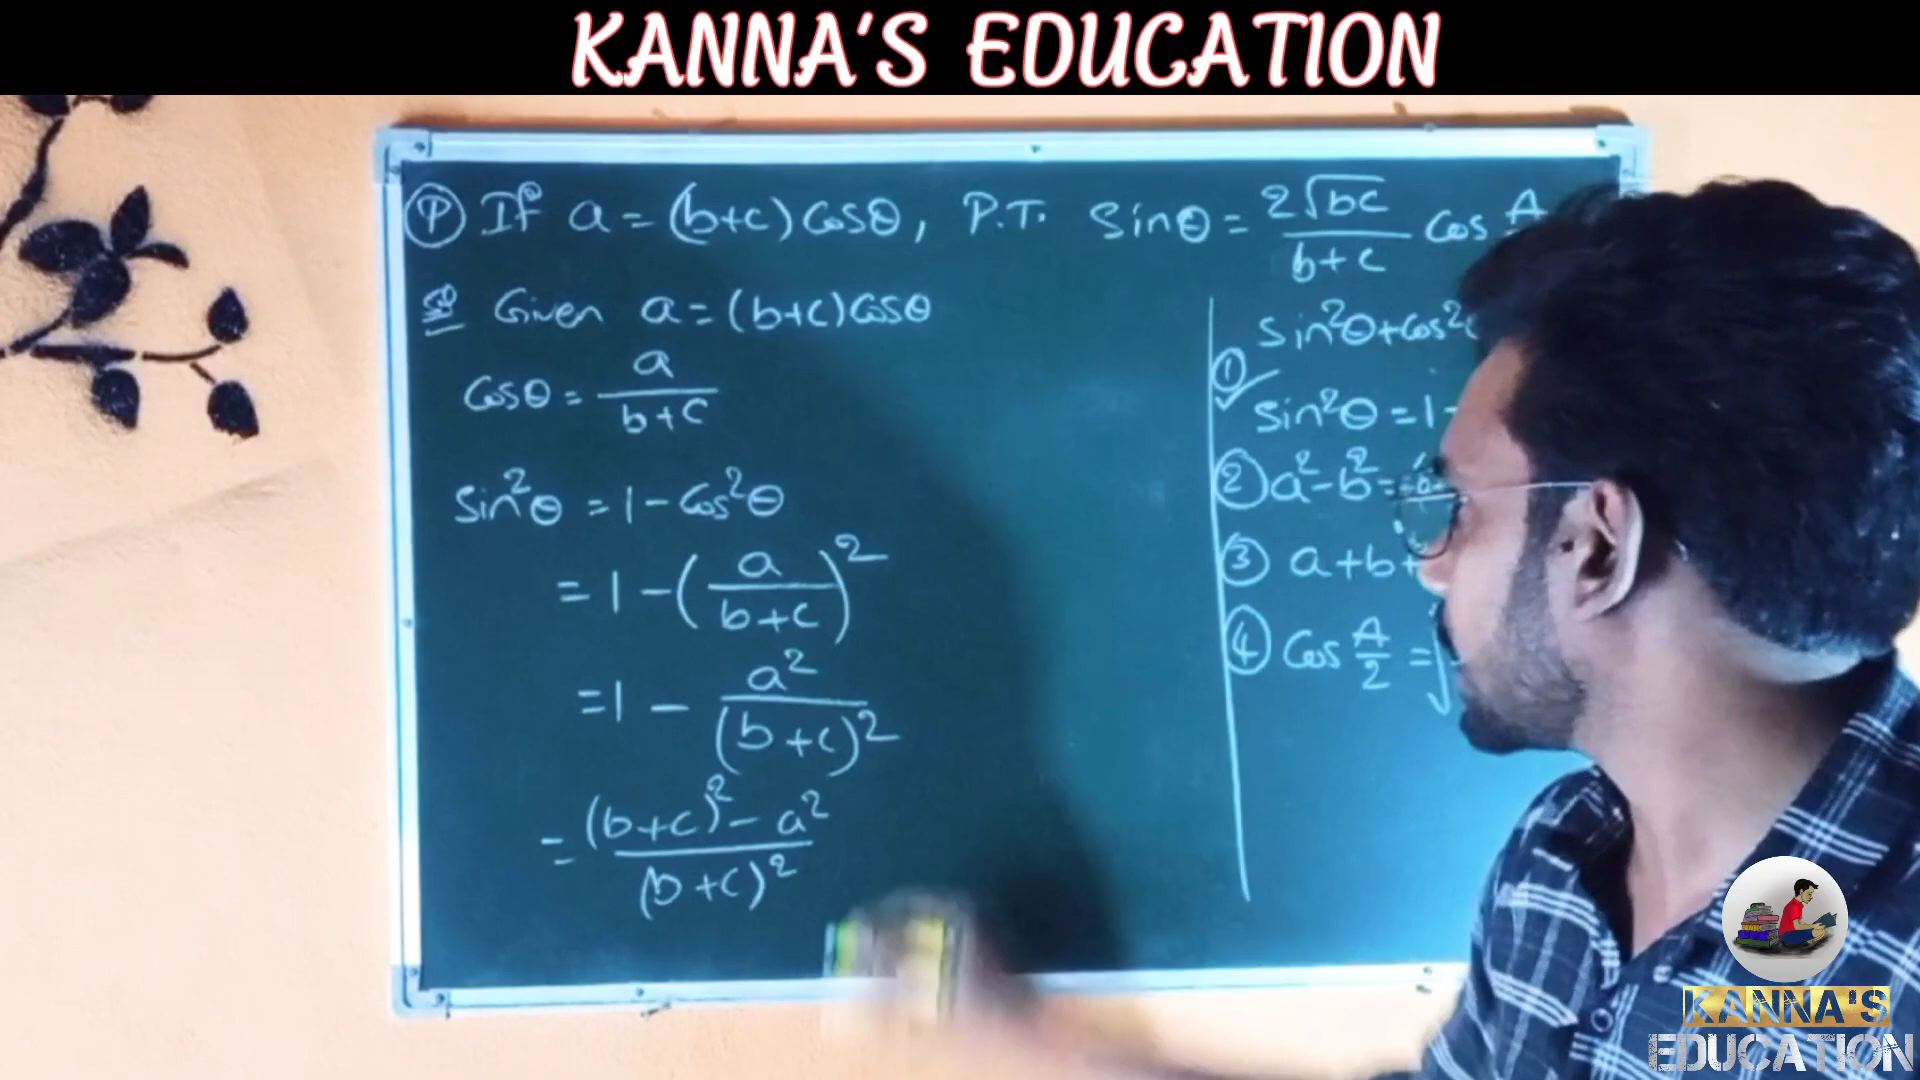 KANNA'S EDUCATION
(P) If a = (b+c) Cosθ, P.T. Sinθ = 2√bc / b+c Cos A
Sol Given a = (b+c) Cosθ
Cosθ = a / b+c
Sin²θ = 1 - Cos²θ
= 1 - (a / b+c)²
= 1 - a² / (b+c)²
= (b+c)² - a² / (b+c)²
Sin²θ + Cos²
① Sin²θ = 1 -
② a² - b² =
③ a + b +
④ Cos A/2 = √
KANNA'S
EDUCATION